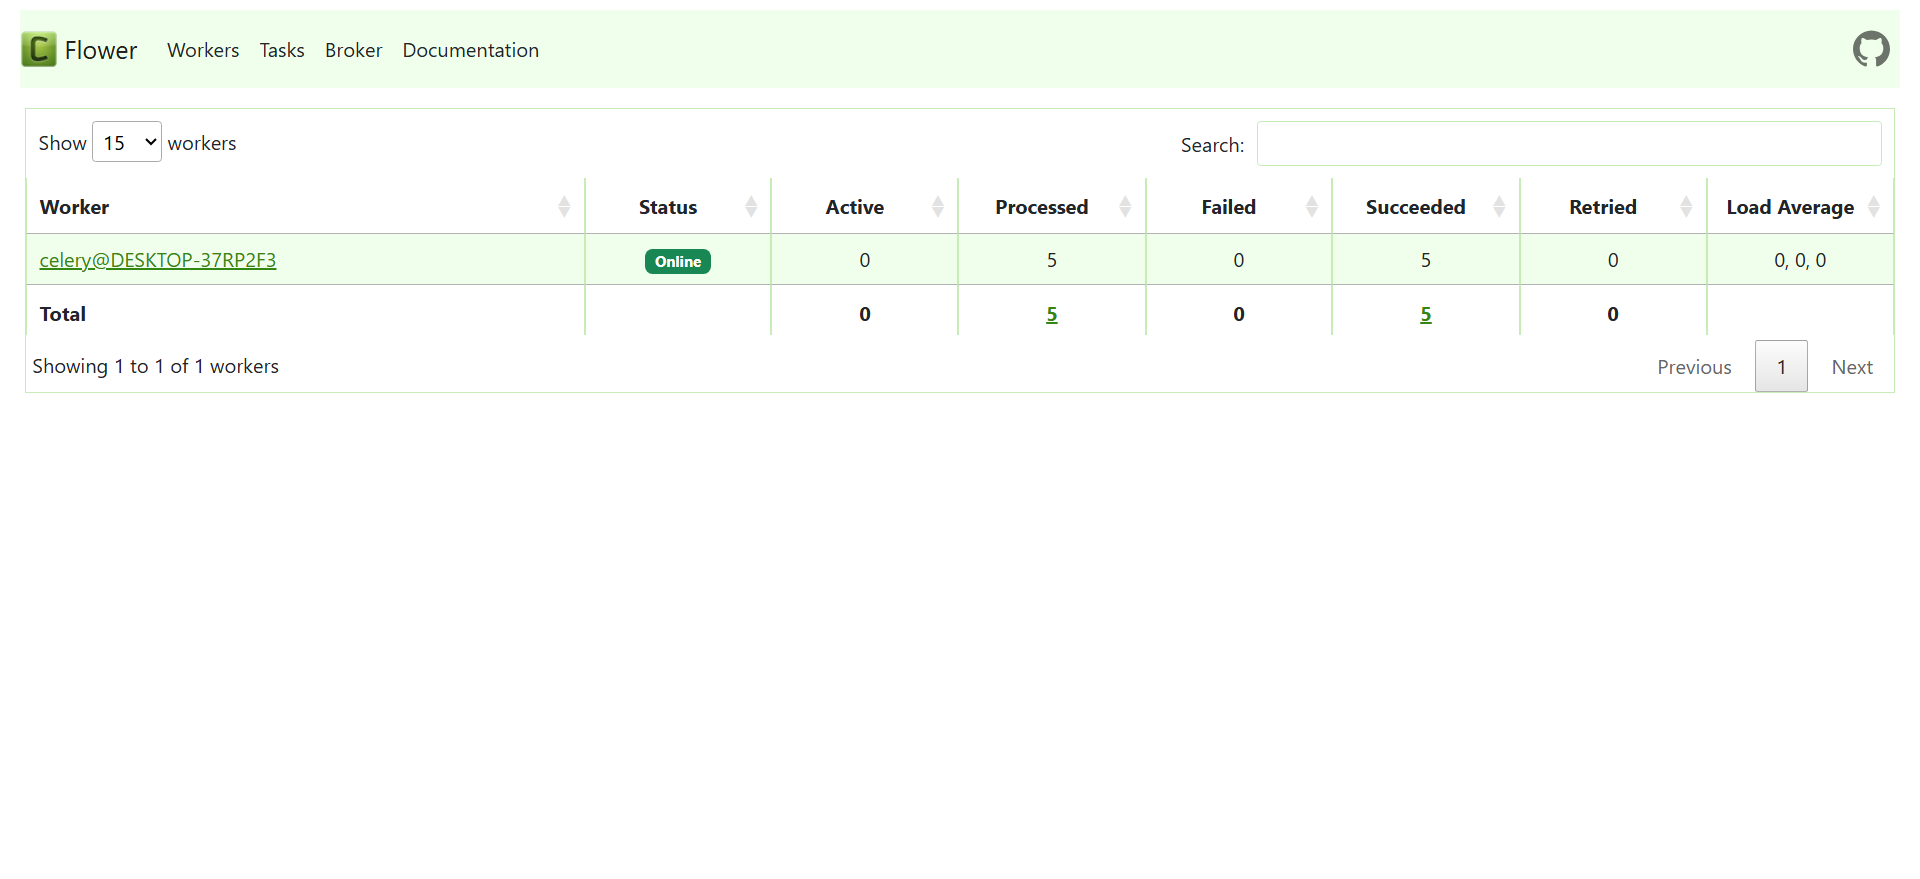 C Flower Workers Tasks Broker Documentation
Show 15 workers Search:
Worker Status Active Processed Failed Succeeded Retried Load Average
celery@DESKTOP-37RP2F3 Online 0 5 0 5 0 0, 0, 0
Total 0 5 0 5 0
Showing 1 to 1 of 1 workers Previous 1 Next